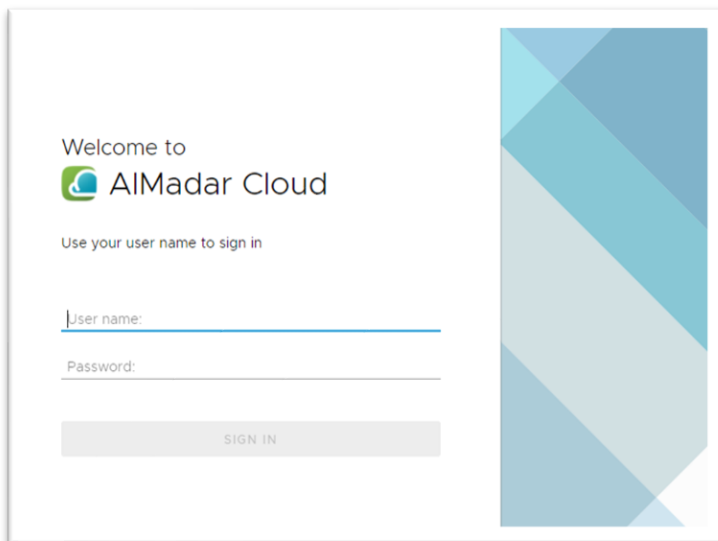 Welcome to
AlMadar Cloud
Use your user name to sign in
User name:
Password:
SIGN IN